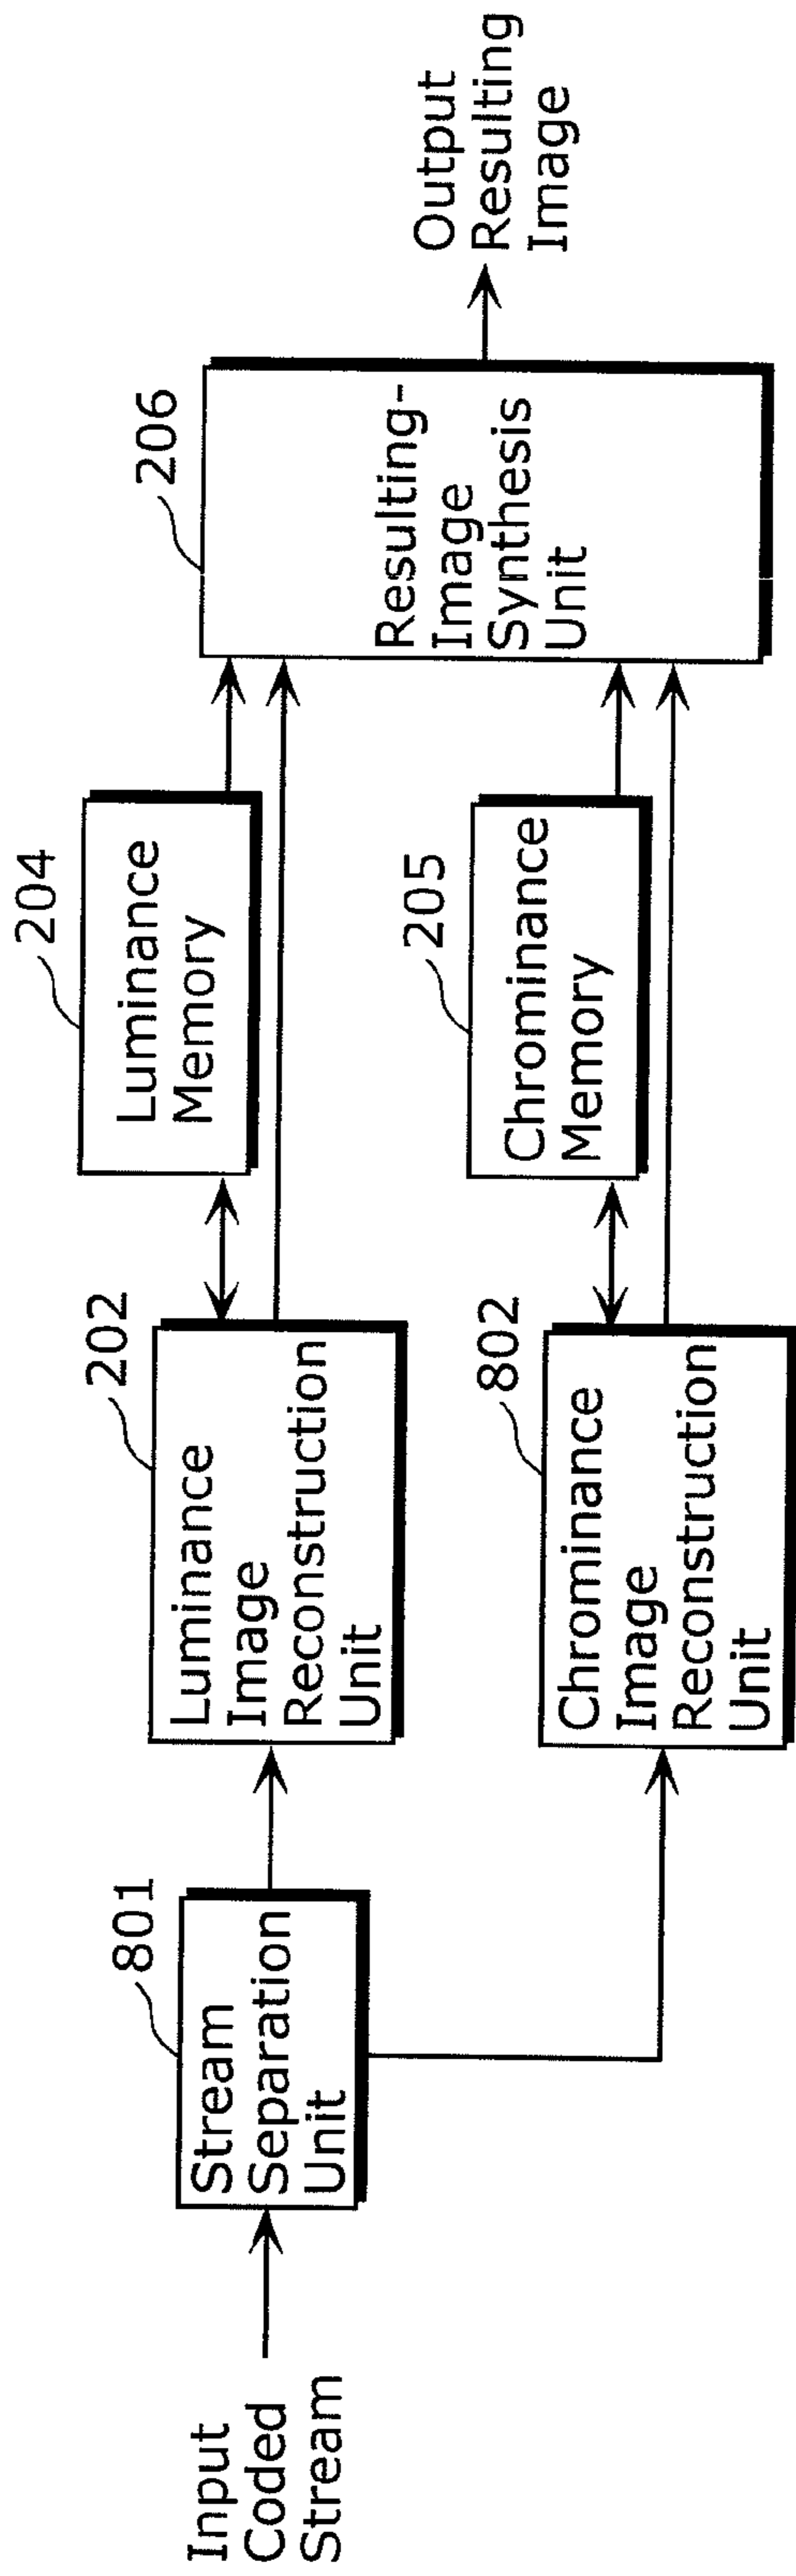 Input
Coded
Stream
801
Stream
Separation
Unit
202
Luminance
Image
Reconstruction
Unit
802
Chrominance
Image
Reconstruction
Unit
204
Luminance
Memory
205
Chrominance
Memory
206
Resulting-
Image
Synthesis
Unit
Output
Resulting
Image